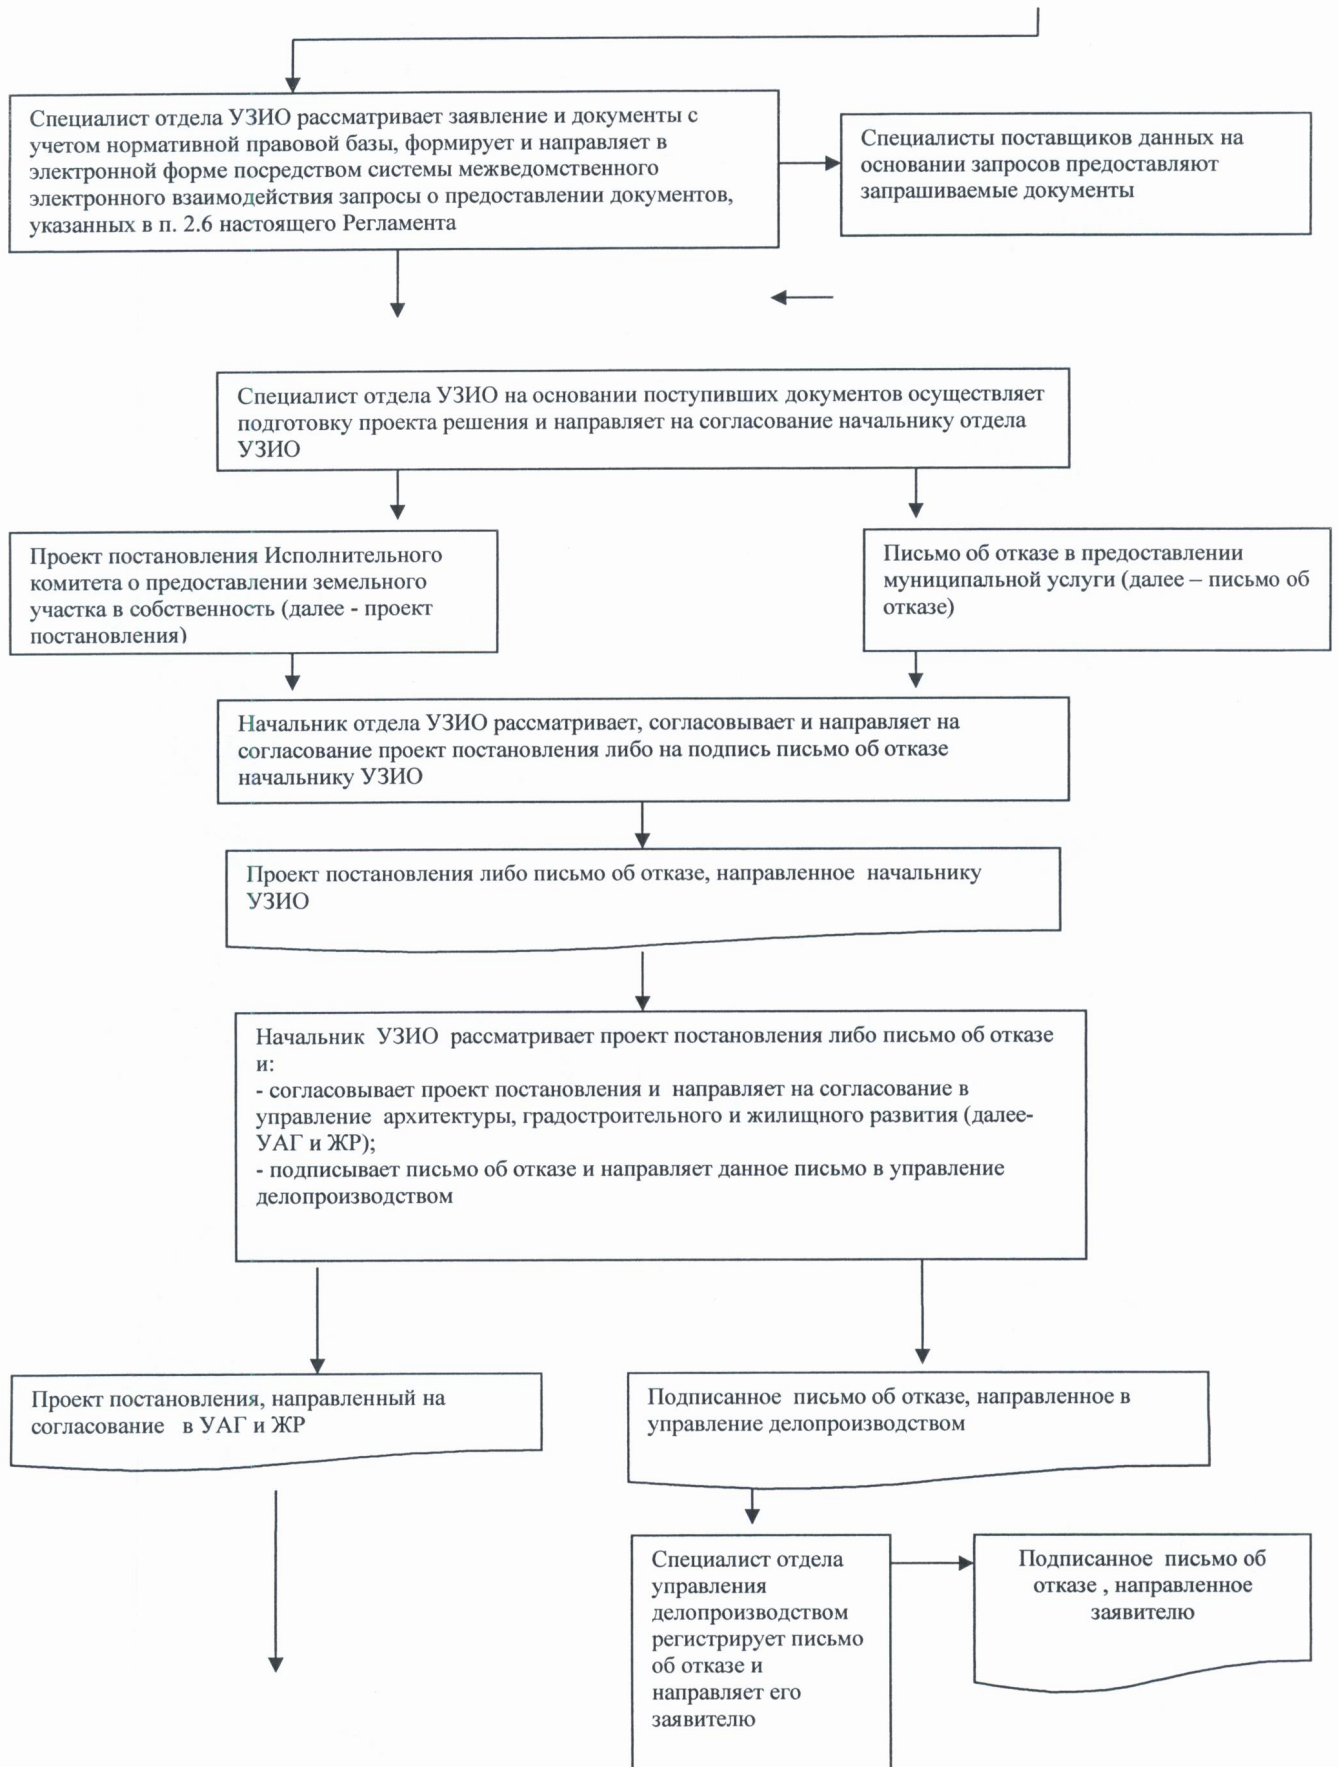 Специалист отдела УЗИО рассматривает заявление и документы с
учетом нормативной правовой базы, формирует и направляет в
электронной форме посредством системы межведомственного
электронного взаимодействия запросы о предоставлении документов,
указанных в п. 2.6 настоящего Регламента
Специалисты поставщиков данных на
основании запросов предоставляют
запрашиваемые документы
Специалист отдела УЗИО на основании поступивших документов осуществляет
подготовку проекта решения и направляет на согласование начальнику отдела
УЗИО
Проект постановления Исполнительного
комитета о предоставлении земельного
участка в собственность (далее - проект
постановления)
Письмо об отказе в предоставлении
муниципальной услуги (далее – письмо об
отказе)
Начальник отдела УЗИО рассматривает, согласовывает и направляет на
согласование проект постановления либо на подпись письмо об отказе
начальнику УЗИО
Проект постановления либо письмо об отказе, направленное начальнику
УЗИО
Начальник УЗИО рассматривает проект постановления либо письмо об отказе
и:
- согласовывает проект постановления и направляет на согласование в
управление архитектуры, градостроительного и жилищного развития (далее-
УАГ и ЖР);
- подписывает письмо об отказе и направляет данное письмо в управление
делопроизводством
Проект постановления, направленный на
согласование в УАГ и ЖР
Подписанное письмо об отказе, направленное в
управление делопроизводством
Специалист отдела
управления
делопроизводством
регистрирует письмо
об отказе и
направляет его
заявителю
Подписанное письмо об
отказе , направленное
заявителю